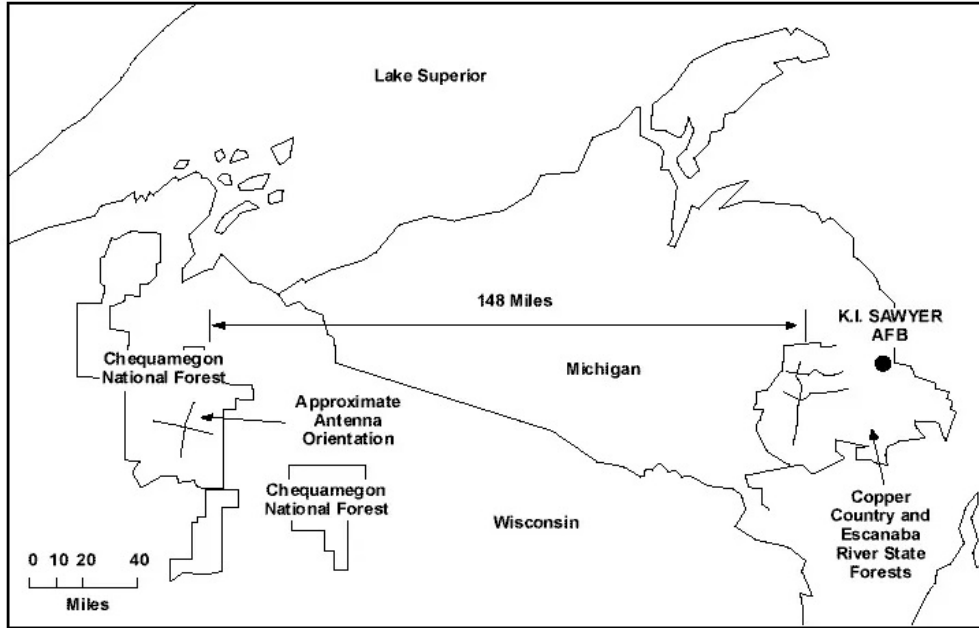 Lake Superior
148 Miles
K.I. SAWYER
AFB
Chequamegon
National Forest
Michigan
Approximate
Antenna
Orientation
Chequamegon
National Forest
Wisconsin
Copper
Country and
Escanaba
River State
Forests
0 10 20 40
Miles